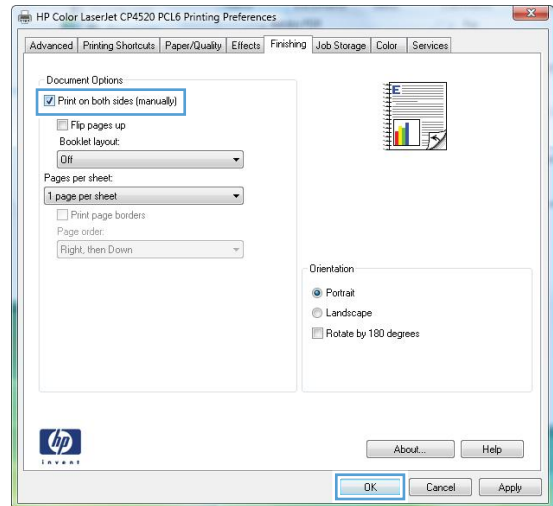 HP Color LaserJet CP4520 PCL6 Printing Preferences
Advanced Printing Shortcuts Paper/Quality Effects Finishing Job Storage Color Services
Document Options
Print on both sides (manually)
Flip pages up
Booklet layout:
Off
Pages per sheet:
1 page per sheet
Print page borders
Page order:
Right, then Down
E
Orientation
Portrait
Landscape
Rotate by 180 degrees
hp
invent
About... Help
OK Cancel Apply